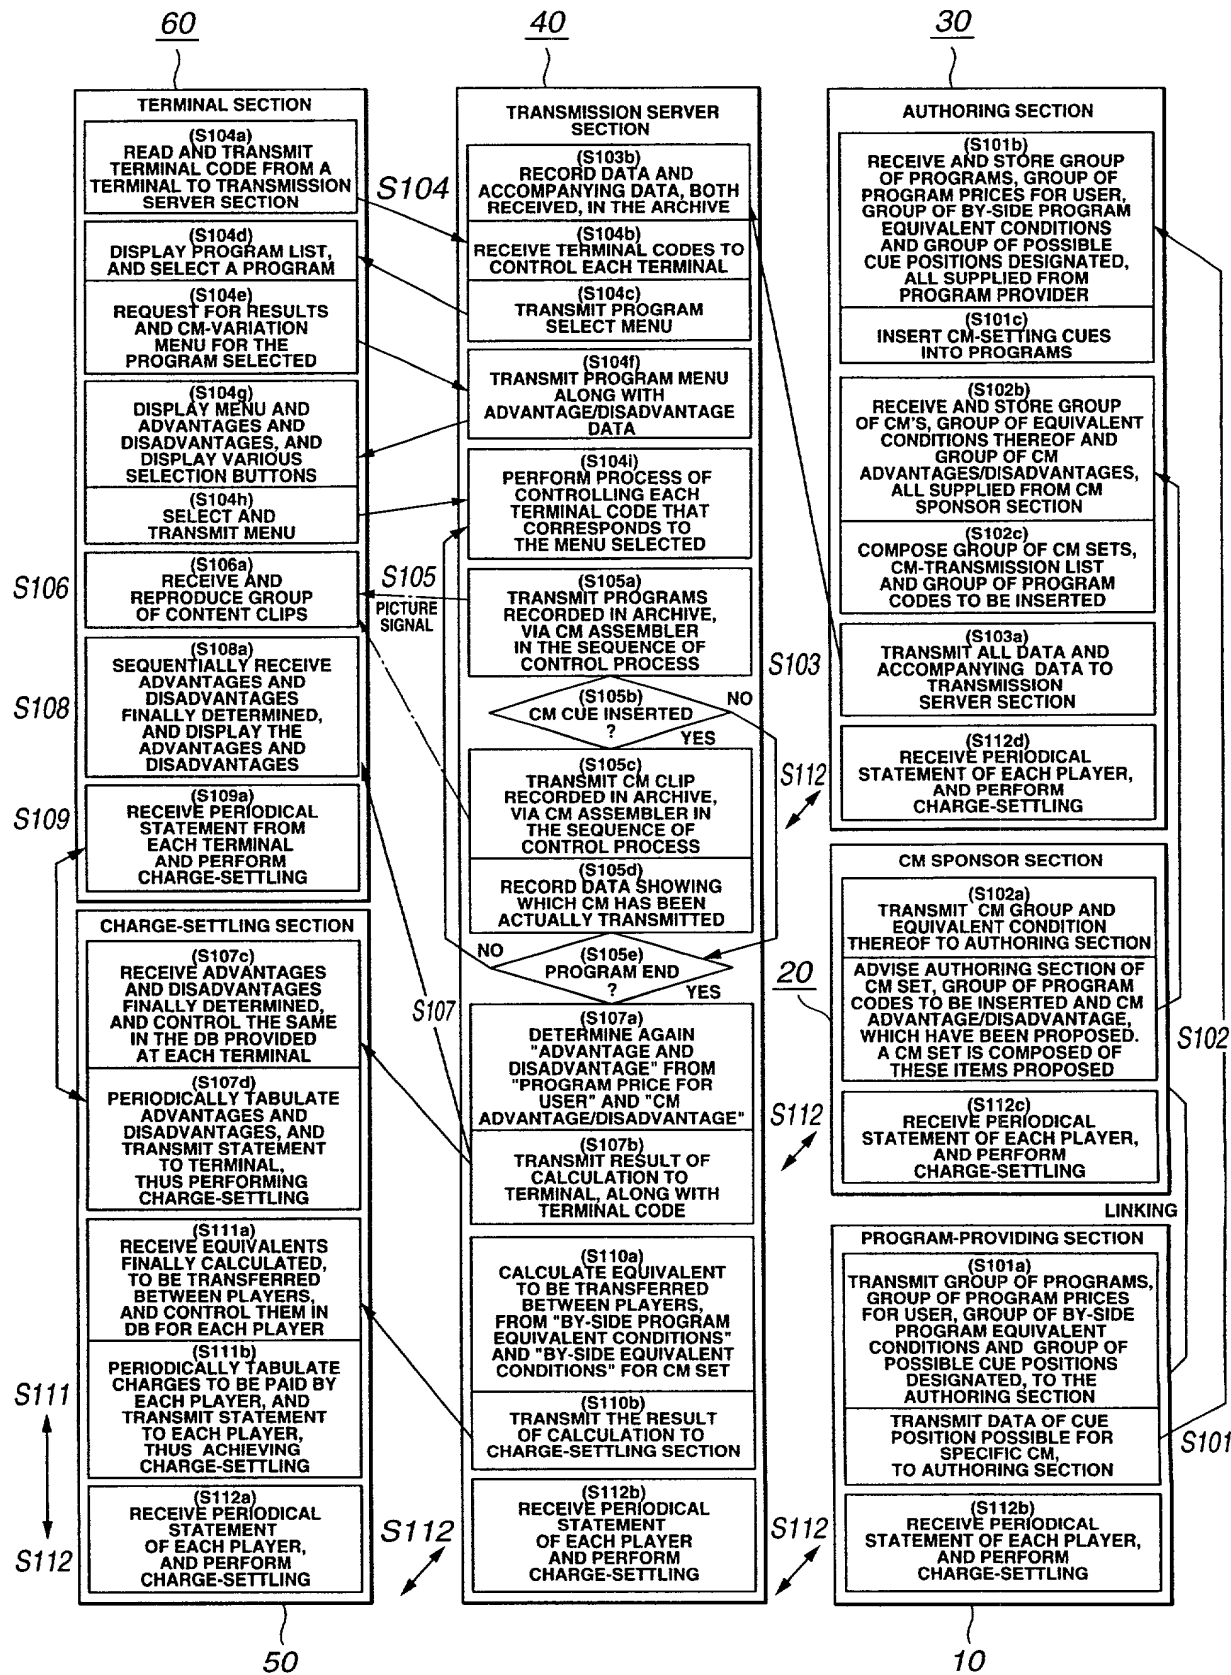 60
TERMINAL SECTION
(S104a)
READ AND TRANSMIT
TERMINAL CODE FROM A
TERMINAL TO TRANSMISSION
SERVER SECTION
(S104d)
DISPLAY PROGRAM LIST,
AND SELECT A PROGRAM
(S104e)
REQUEST FOR RESULTS
AND CM-VARIATION
MENU FOR THE
PROGRAM SELECTED
(S104g)
DISPLAY MENU AND
ADVANTAGES AND
DISADVANTAGES, AND
DISPLAY VARIOUS
SELECTION BUTTONS
(S104h)
SELECT AND
TRANSMIT MENU
S106
(S106a)
RECEIVE AND
REPRODUCE GROUP
OF CONTENT CLIPS
S108
(S108a)
SEQUENTIALLY RECEIVE
ADVANTAGES AND
DISADVANTAGES
FINALLY DETERMINED,
AND DISPLAY THE
ADVANTAGES AND
DISADVANTAGES
S109
(S109a)
RECEIVE PERIODICAL
STATEMENT FROM
EACH TERMINAL
AND PERFORM
CHARGE-SETTLING
CHARGE-SETTLING SECTION
(S107c)
RECEIVE ADVANTAGES
AND DISADVANTAGES
FINALLY DETERMINED,
AND CONTROL THE SAME
IN THE DB PROVIDED
AT EACH TERMINAL
(S107d)
PERIODICALLY TABULATE
ADVANTAGES AND
DISADVANTAGES, AND
TRANSMIT STATEMENT
TO TERMINAL,
THUS PERFORMING
CHARGE-SETTLING
(S111a)
RECEIVE EQUIVALENTS
FINALLY CALCULATED,
TO BE TRANSFERRED
BETWEEN PLAYERS,
AND CONTROL THEM IN
DB FOR EACH PLAYER
S111
(S111b)
PERIODICALLY TABULATE
CHARGES TO BE PAID BY
EACH PLAYER, AND
TRANSMIT STATEMENT
TO EACH PLAYER,
THUS ACHIEVING
CHARGE-SETTLING
S112
(S112a)
RECEIVE PERIODICAL
STATEMENT
OF EACH PLAYER,
AND PERFORM
CHARGE-SETTLING
50
S104
S105
PICTURE
SIGNAL
S107
S112
40
TRANSMISSION SERVER
SECTION
(S103b)
RECORD DATA AND
ACCOMPANYING DATA, BOTH
RECEIVED, IN THE ARCHIVE
(S104b)
RECEIVE TERMINAL CODES TO
CONTROL EACH TERMINAL
(S104c)
TRANSMIT PROGRAM
SELECT MENU
(S104f)
TRANSMIT PROGRAM MENU
ALONG WITH
ADVANTAGE/DISADVANTAGE
DATA
(S104i)
PERFORM PROCESS OF
CONTROLLING EACH
TERMINAL CODE THAT
CORRESPONDS TO
THE MENU SELECTED
(S105a)
TRANSMIT PROGRAMS
RECORDED IN ARCHIVE,
VIA CM ASSEMBLER
IN THE SEQUENCE OF
CONTROL PROCESS
(S105b)
CM CUE INSERTED
?
NO
YES
(S105c)
TRANSMIT CM CLIP
RECORDED IN ARCHIVE,
VIA CM ASSEMBLER IN
THE SEQUENCE OF
CONTROL PROCESS
(S105d)
RECORD DATA SHOWING
WHICH CM HAS BEEN
ACTUALLY TRANSMITTED
NO
(S105e)
PROGRAM END
?
YES
(S107a)
DETERMINE AGAIN
"ADVANTAGE AND
DISADVANTAGE" FROM
"PROGRAM PRICE FOR
USER" AND "CM
ADVANTAGE/DISADVANTAGE"
(S107b)
TRANSMIT RESULT OF
CALCULATION TO
TERMINAL, ALONG WITH
TERMINAL CODE
(S110a)
CALCULATE EQUIVALENT
TO BE TRANSFERRED
BETWEEN PLAYERS,
FROM "BY-SIDE PROGRAM
EQUIVALENT CONDITIONS"
AND "BY-SIDE EQUIVALENT
CONDITIONS" FOR CM SET
(S110b)
TRANSMIT THE RESULT
OF CALCULATION TO
CHARGE-SETTLING SECTION
(S112b)
RECEIVE PERIODICAL
STATEMENT
OF EACH PLAYER
AND PERFORM
CHARGE-SETTLING
S103
S112
S112
S112
30
AUTHORING SECTION
(S101b)
RECEIVE AND STORE GROUP
OF PROGRAMS, GROUP OF
PROGRAM PRICES FOR USER,
GROUP OF BY-SIDE PROGRAM
EQUIVALENT CONDITIONS
AND GROUP OF POSSIBLE
CUE POSITIONS DESIGNATED,
ALL SUPPLIED FROM
PROGRAM PROVIDER
(S101c)
INSERT CM-SETTING CUES
INTO PROGRAMS
(S102b)
RECEIVE AND STORE GROUP
OF CM'S, GROUP OF EQUIVALENT
CONDITIONS THEREOF AND
GROUP OF CM
ADVANTAGES/DISADVANTAGES,
ALL SUPPLIED FROM CM
SPONSOR SECTION
(S102c)
COMPOSE GROUP OF CM SETS,
CM-TRANSMISSION LIST
AND GROUP OF PROGRAM
CODES TO BE INSERTED
(S103a)
TRANSMIT ALL DATA AND
ACCOMPANYING DATA TO
TRANSMISSION
SERVER SECTION
(S112d)
RECEIVE PERIODICAL
STATEMENT OF EACH PLAYER,
AND PERFORM
CHARGE-SETTLING
20
CM SPONSOR SECTION
(S102a)
TRANSMIT CM GROUP AND
EQUIVALENT CONDITION
THEREOF TO AUTHORING SECTION
ADVISE AUTHORING SECTION OF
CM SET, GROUP OF PROGRAM
CODES TO BE INSERTED AND CM
ADVANTAGE/DISADVANTAGE,
WHICH HAVE BEEN PROPOSED.
A CM SET IS COMPOSED OF
THESE ITEMS PROPOSED
(S112c)
RECEIVE PERIODICAL
STATEMENT OF EACH PLAYER,
AND PERFORM
CHARGE-SETTLING
S102
LINKING
PROGRAM-PROVIDING SECTION
(S101a)
TRANSMIT GROUP OF PROGRAMS,
GROUP OF PROGRAM PRICES
FOR USER, GROUP OF BY-SIDE
PROGRAM EQUIVALENT
CONDITIONS AND GROUP OF
POSSIBLE CUE POSITIONS
DESIGNATED, TO THE
AUTHORING SECTION
TRANSMIT DATA OF CUE
POSITION POSSIBLE FOR
SPECIFIC CM,
TO AUTHORING SECTION
S101
(S112b)
RECEIVE PERIODICAL
STATEMENT OF EACH PLAYER,
AND PERFORM
CHARGE-SETTLING
10